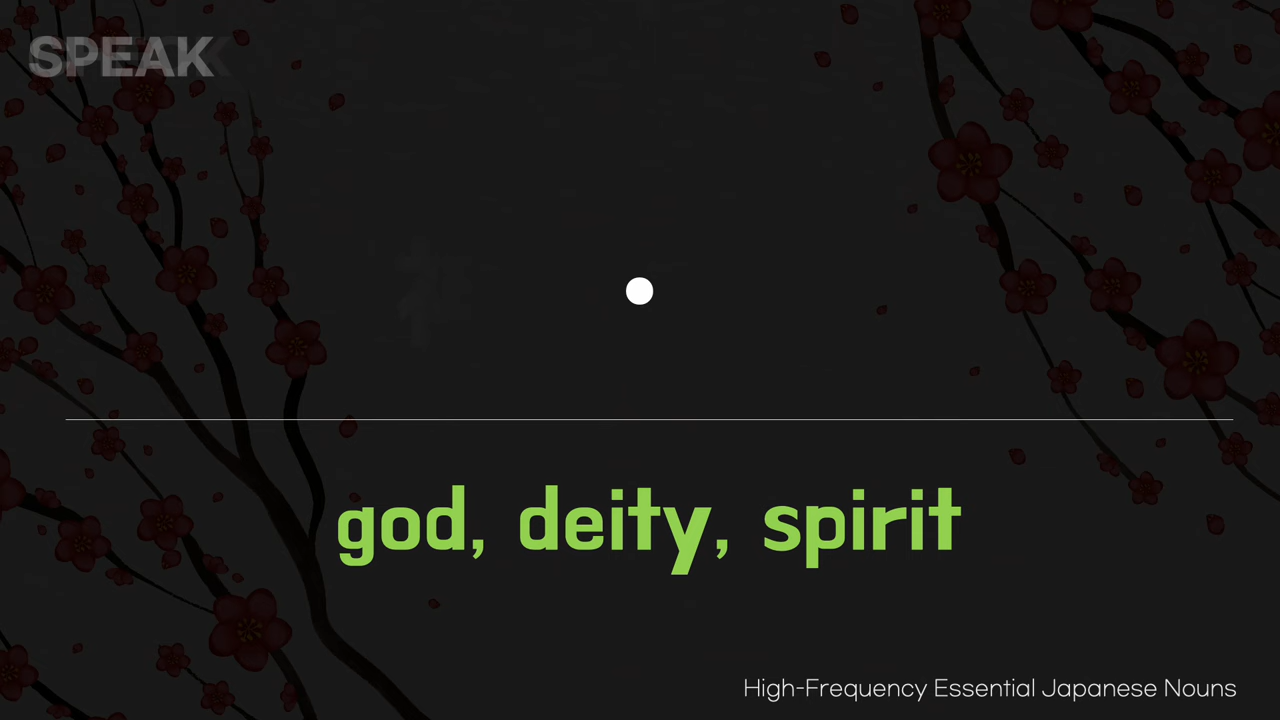 SPEAK
god, deity, spirit
High-Frequency Essential Japanese Nouns